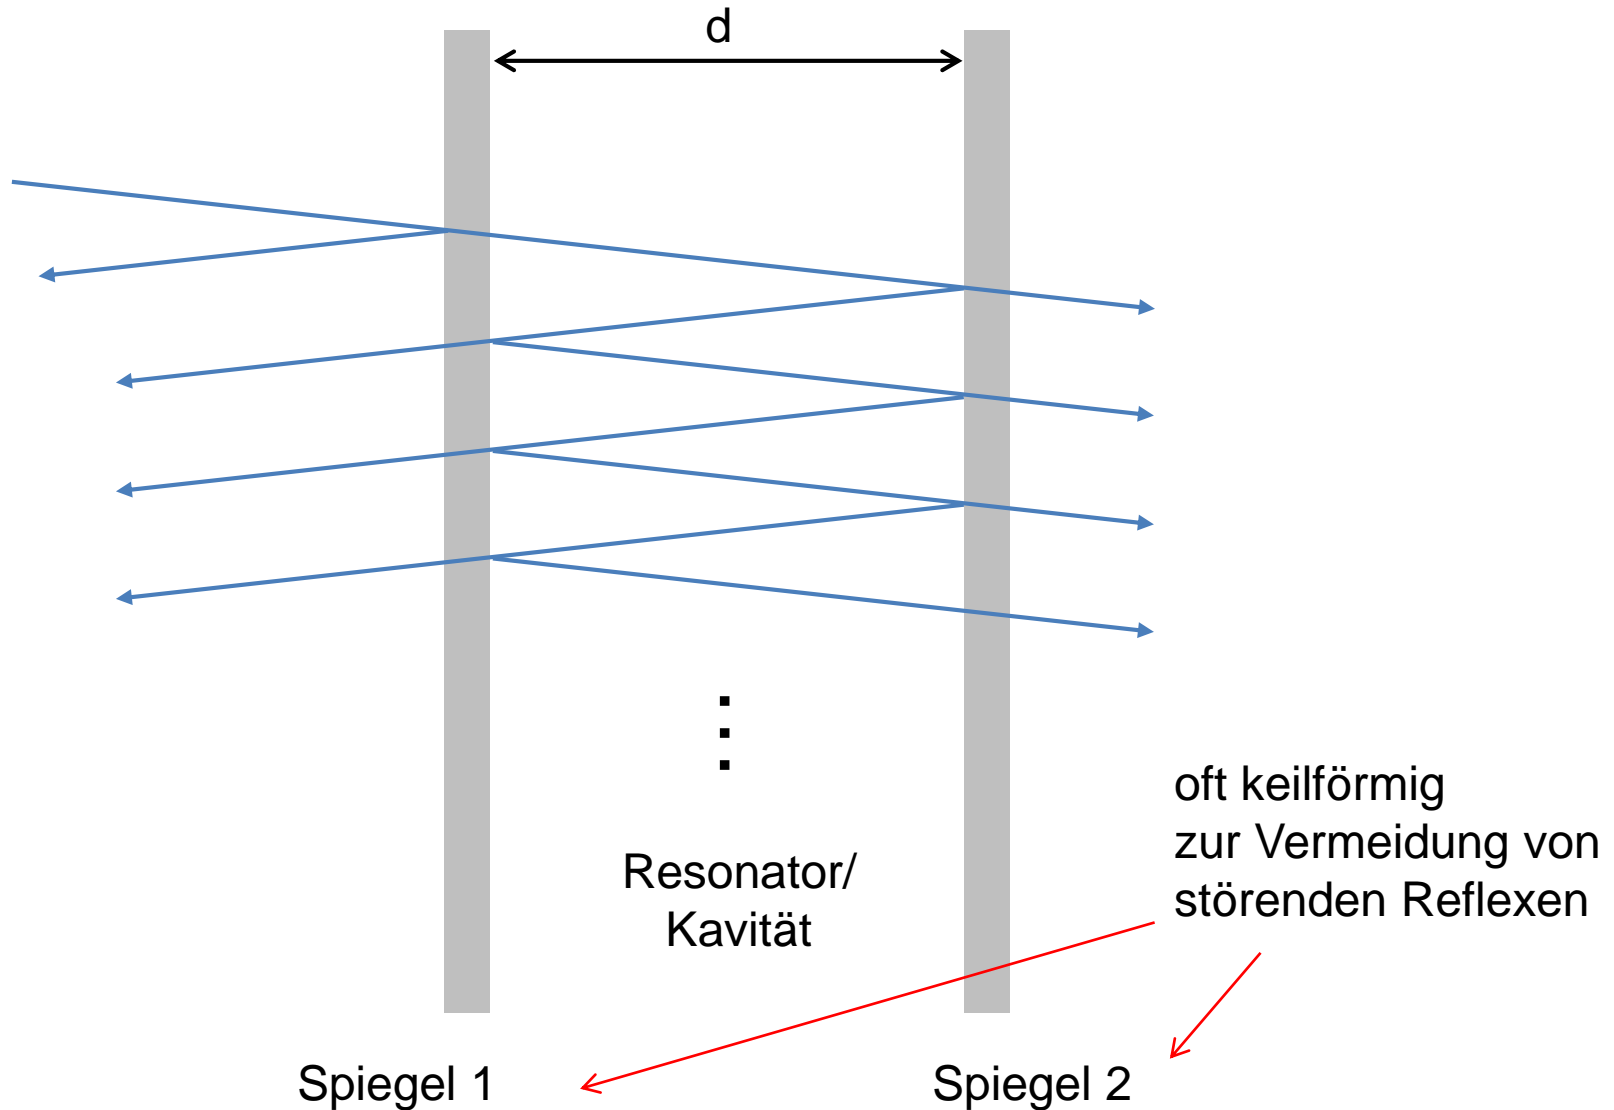 d
oft keilförmig
zur Vermeidung von
störenden Reflexen
Resonator/
Kavität
Spiegel 1
Spiegel 2